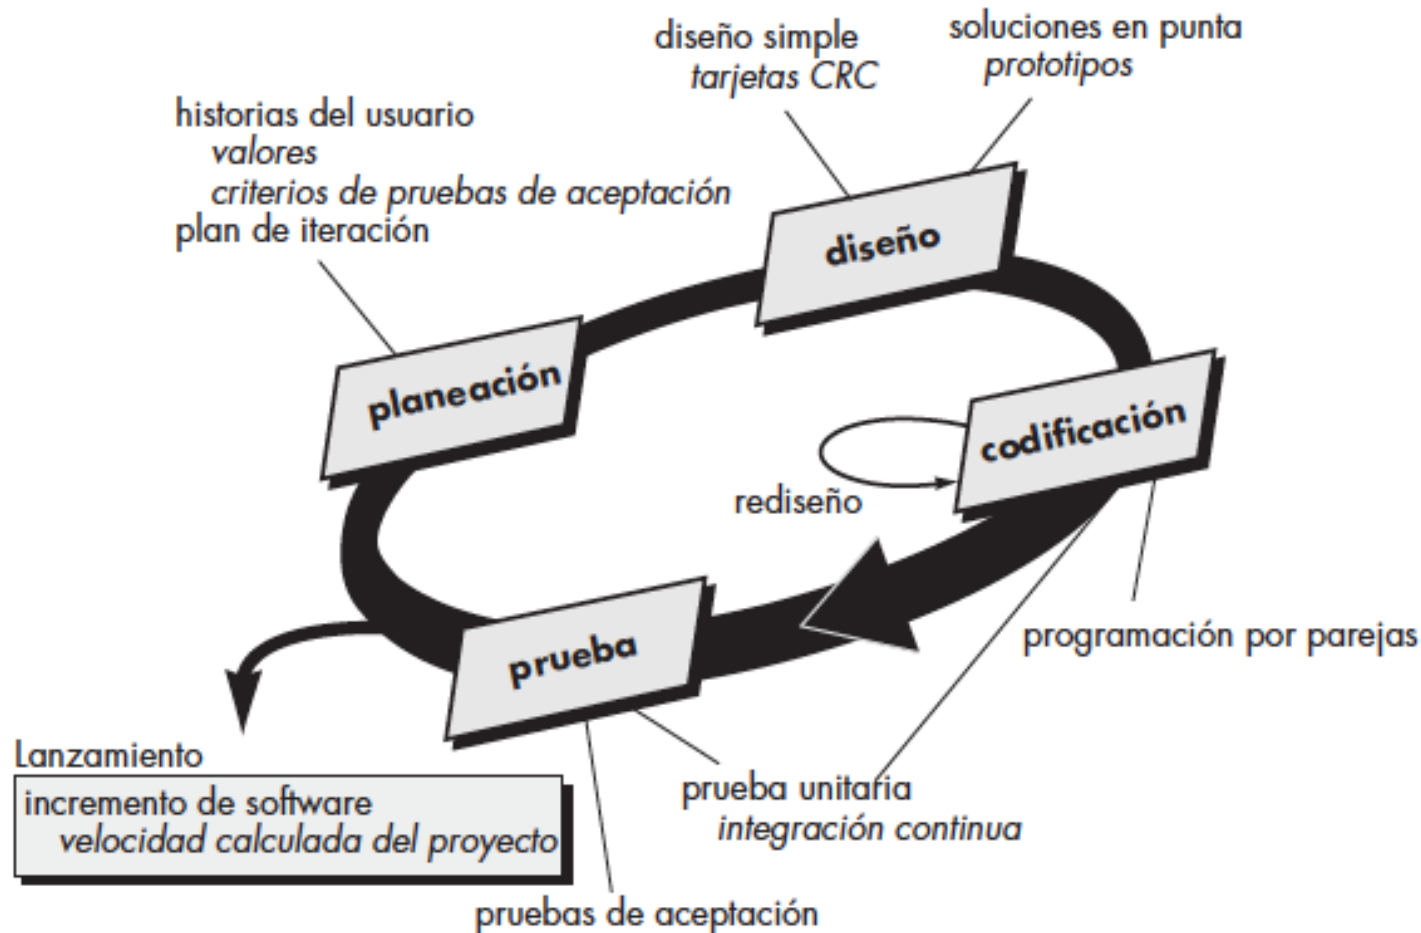 diseño simple
tarjetas CRC
soluciones en punta
prototipos
historias del usuario
valores
criterios de pruebas de aceptación
plan de iteración
diseño
planeación
codificación
rediseño
prueba
programación por parejas
Lanzamiento
incremento de software
velocidad calculada del proyecto
prueba unitaria
integración continua
pruebas de aceptación